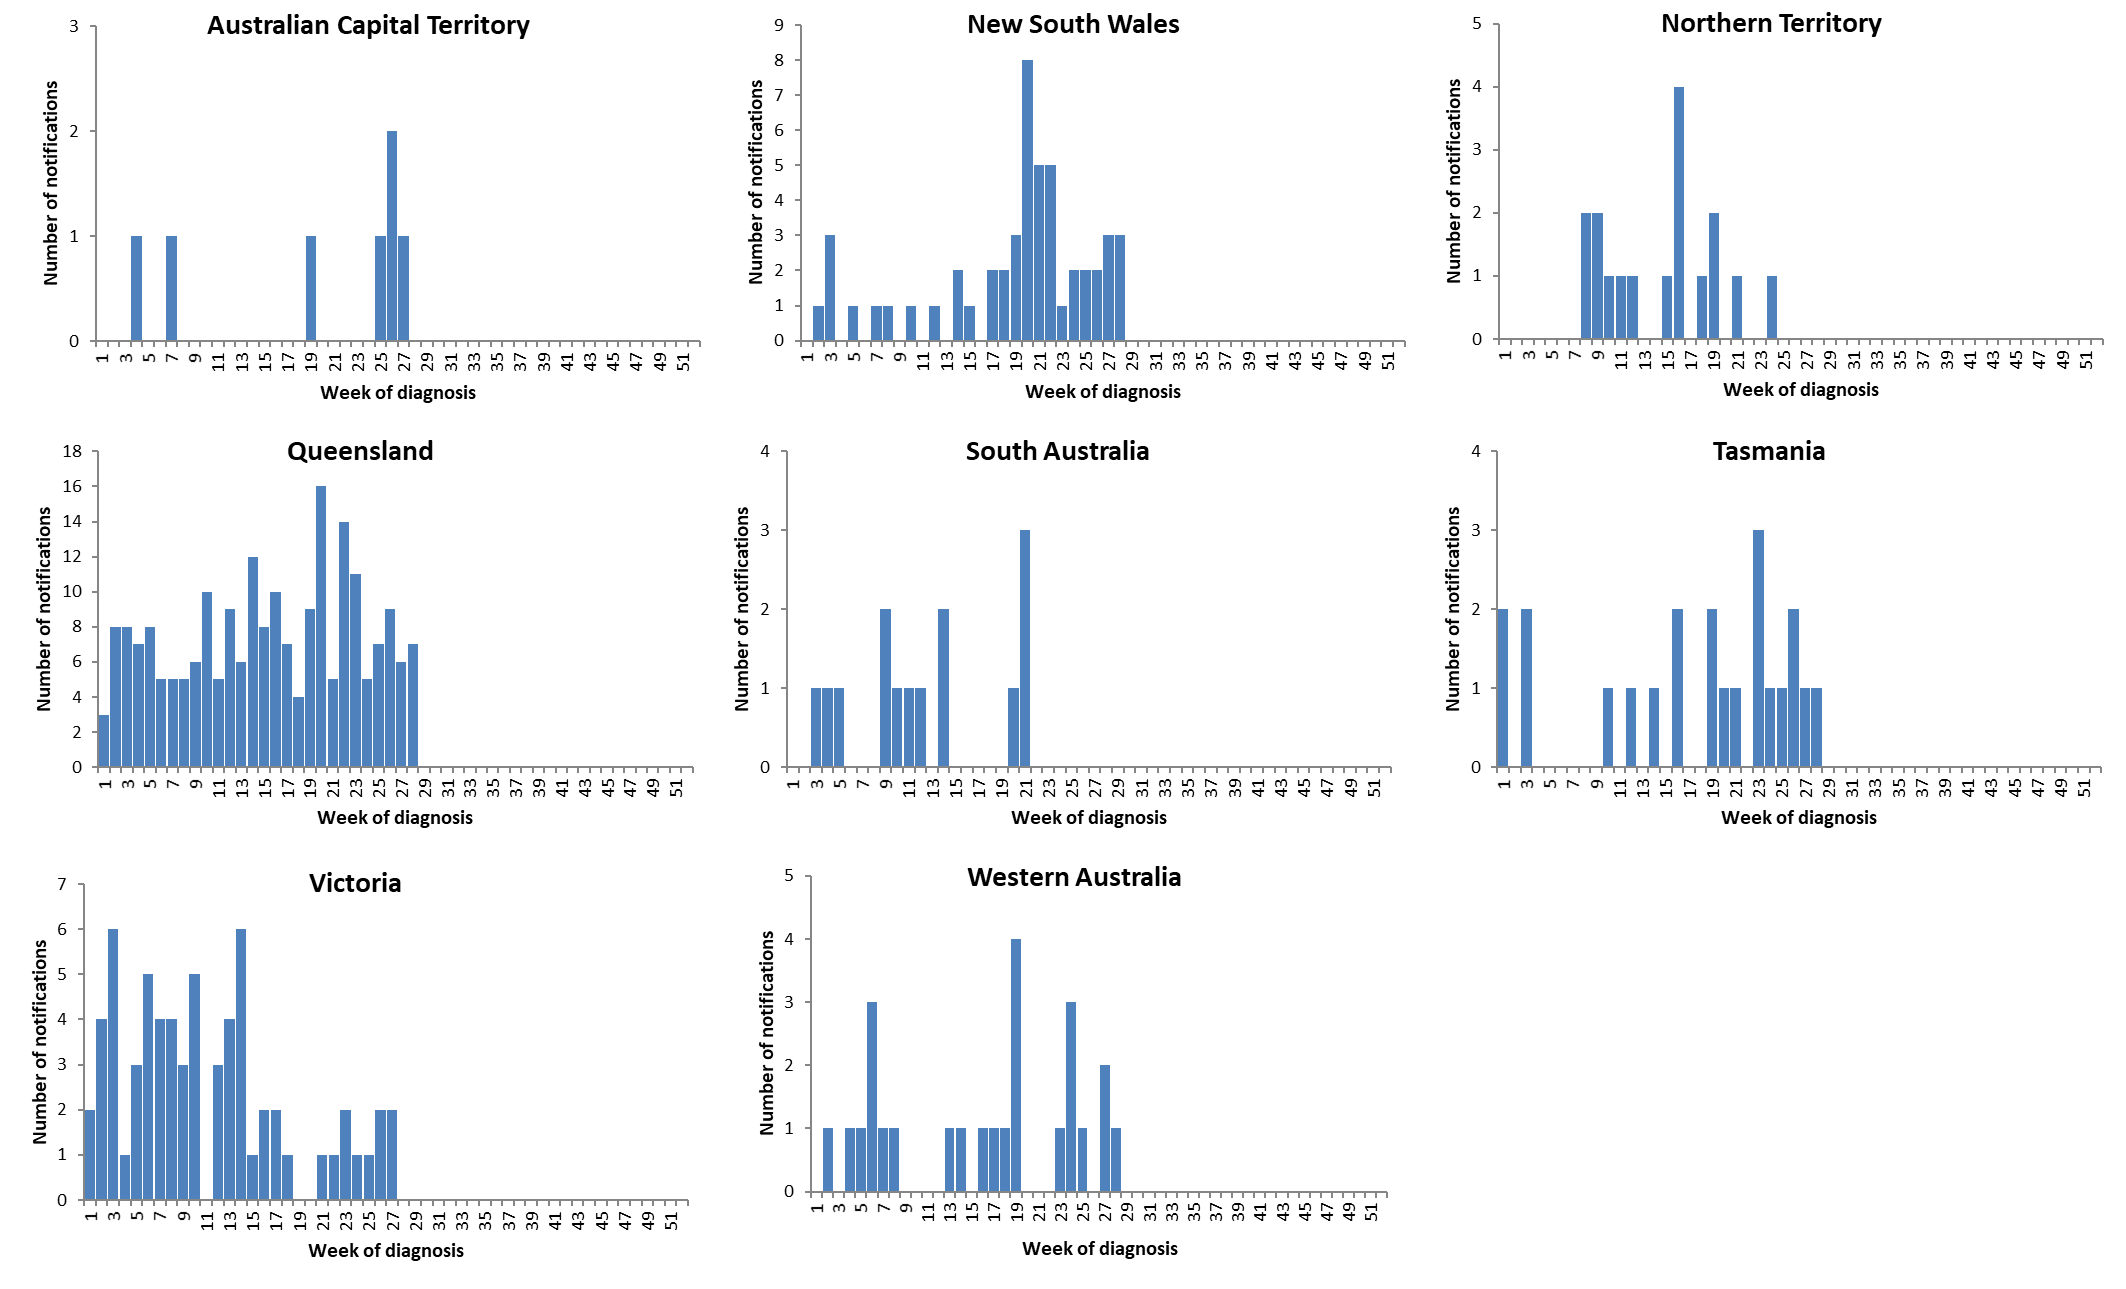 Australian Capital Territory
Number of notifications
3
2
1
0
1 3 5 7 9 11 13 15 17 19 21 23 25 27 29 31 33 35 37 39 41 43 45 47 49 51
Week of diagnosis
New South Wales
Number of notifications
9
8
7
6
5
4
3
2
1
0
1 3 5 7 9 11 13 15 17 19 21 23 25 27 29 31 33 35 37 39 41 43 45 47 49 51
Week of diagnosis
Northern Territory
Number of notifications
5
4
3
2
1
0
1 3 5 7 9 11 13 15 17 19 21 23 25 27 29 31 33 35 37 39 41 43 45 47 49 51
Week of diagnosis
Queensland
Number of notifications
18
16
14
12
10
8
6
4
2
0
1 3 5 7 9 11 13 15 17 19 21 23 25 27 29 31 33 35 37 39 41 43 45 47 49 51
Week of diagnosis
South Australia
Number of notifications
4
3
2
1
0
1 3 5 7 9 11 13 15 17 19 21 23 25 27 29 31 33 35 37 39 41 43 45 47 49 51
Week of diagnosis
Tasmania
Number of notifications
4
3
2
1
0
1 3 5 7 9 11 13 15 17 19 21 23 25 27 29 31 33 35 37 39 41 43 45 47 49 51
Week of diagnosis
Victoria
Number of notifications
7
6
5
4
3
2
1
0
1 3 5 7 9 11 13 15 17 19 21 23 25 27 29 31 33 35 37 39 41 43 45 47 49 51
Week of diagnosis
Western Australia
Number of notifications
5
4
3
2
1
0
1 3 5 7 9 11 13 15 17 19 21 23 25 27 29 31 33 35 37 39 41 43 45 47 49 51
Week of diagnosis